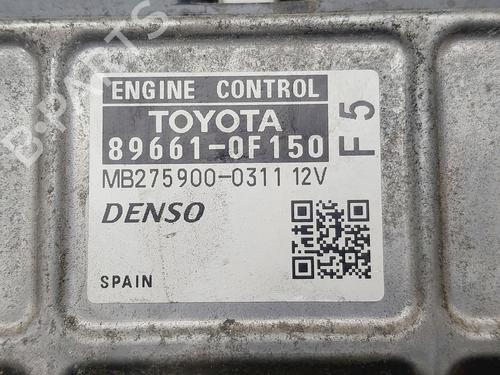 B-PARTS
ENGINE CONTROL
TOYOTA
89661-0F150
F5
MB275900-0311 12V
DENSO
SPAIN